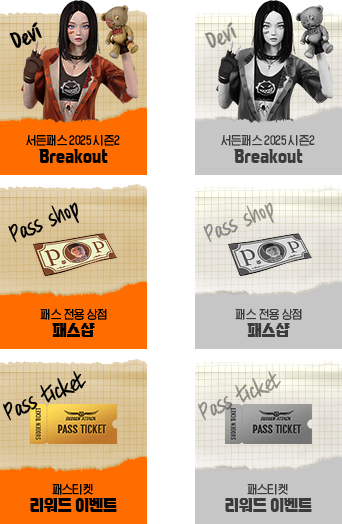 Devi
서든패스 2025 시즌2
Breakout
Devi
서든패스 2025 시즌2
Breakout
Pass shop
P.OP
패스 전용 상점
패스샵
Pass shop
P.OP
패스 전용 상점
패스샵
Pass ticket
SUDDEN TICKET
SUDDEN ATTACK
PASS TICKET
패스티켓
리워드 이벤트
Pass ticket
SUDDEN TICKET
SUDDEN ATTACK
PASS TICKET
패스티켓
리워드 이벤트